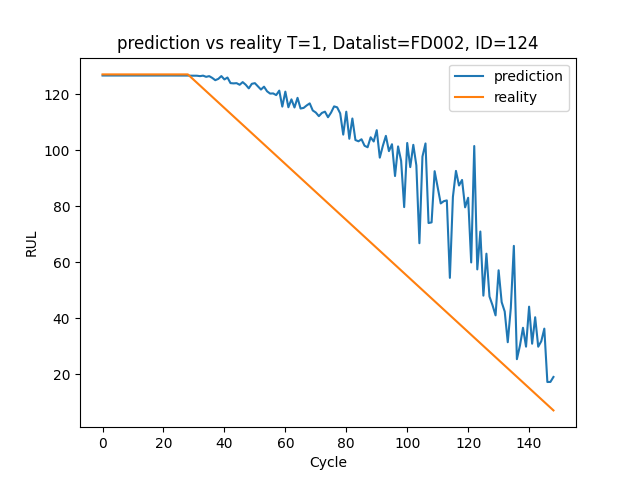 prediction vs reality T=1, Datalist=FD002, ID=124
prediction
reality
RUL
120
100
80
60
40
20
0 20 40 60 80 100 120 140
Cycle